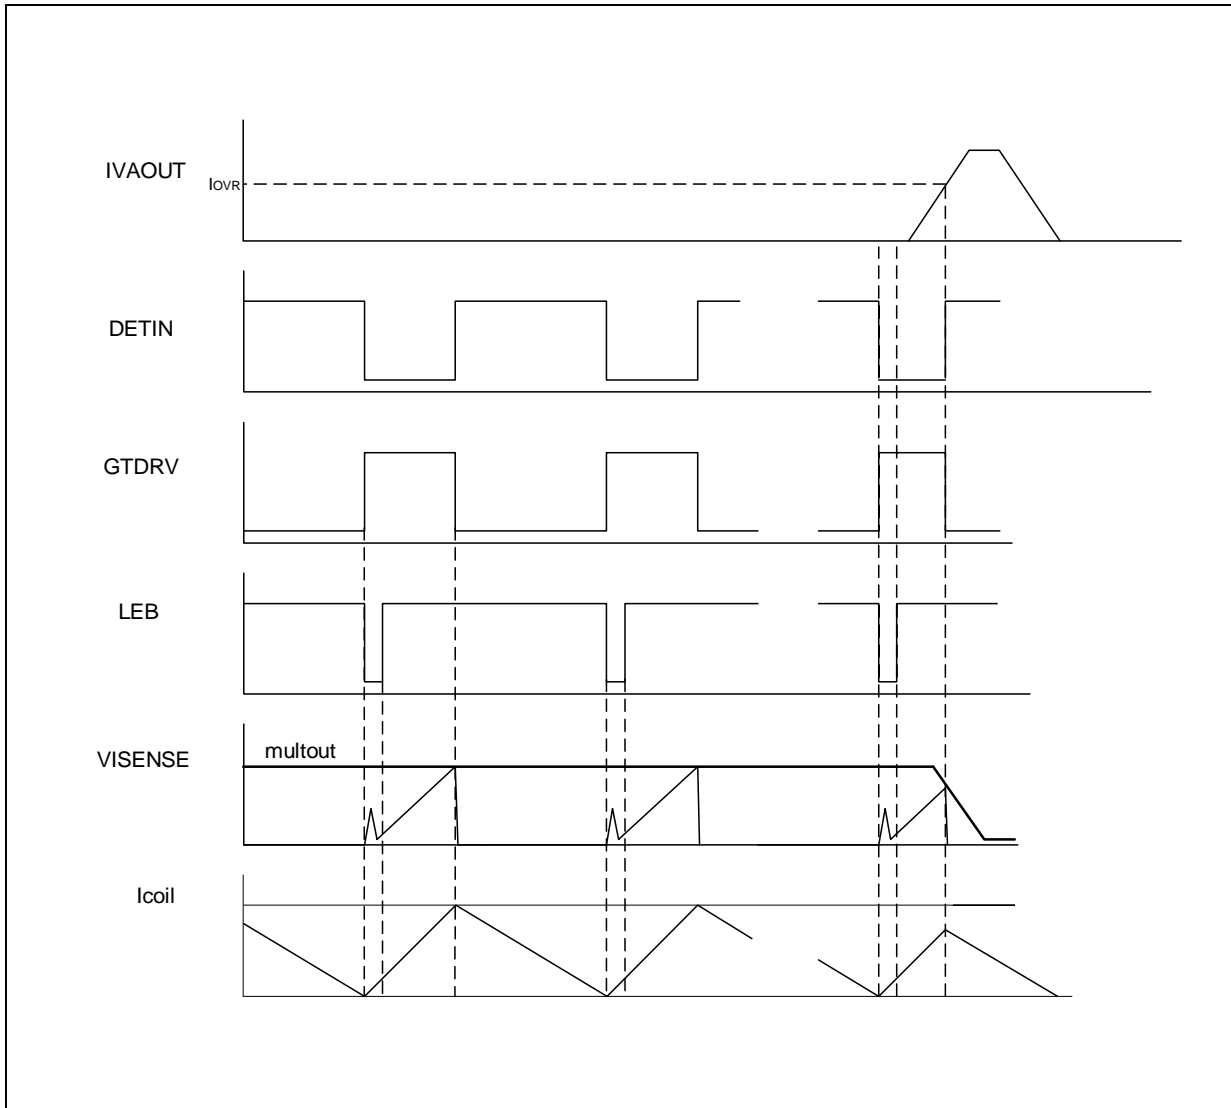 IVAOUT
IOVR
DETIN
GTDRV
LEB
VISENSE
multout
Icoil